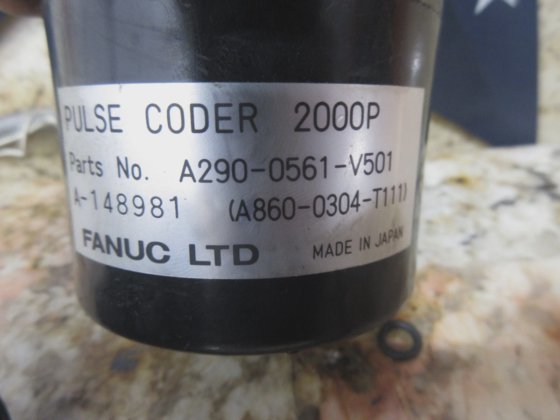 PULSE CODER 2000P
Parts No. A290-0561-V501
A-148981 (A860-0304-T111)
FANUC LTD MADE IN JAPAN